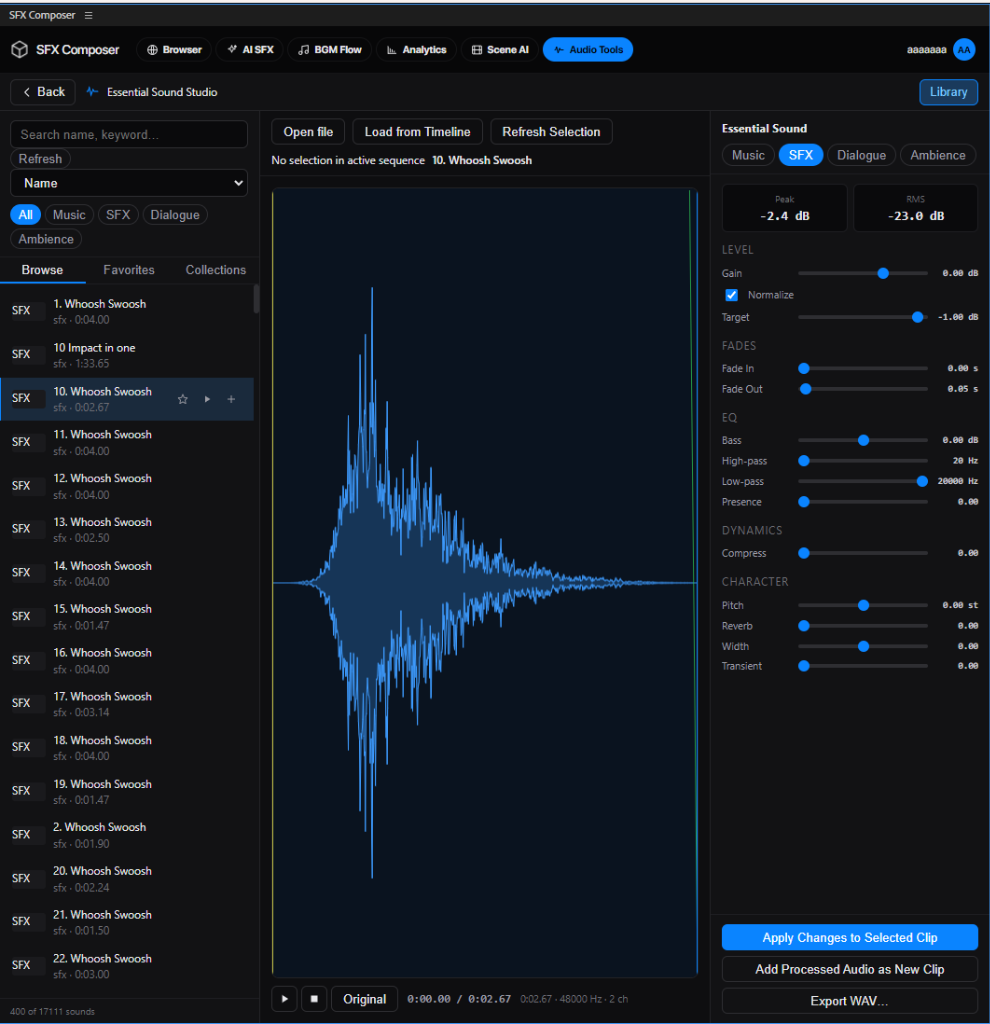 SFX Composer ☰
SFX Composer Browser AI SFX BGM Flow Analytics Scene AI Audio Tools aaaaaaa AA
Back Essential Sound Studio Library
Search name, keyword...
Refresh
Name
All Music SFX Dialogue
Ambience
Browse Favorites Collections
SFX 1. Whoosh Swoosh
sfx · 0:04.00
SFX 10 Impact in one
sfx · 1:33.65
SFX 10. Whoosh Swoosh
sfx · 0:02.67
SFX 11. Whoosh Swoosh
sfx · 0:04.00
SFX 12. Whoosh Swoosh
sfx · 0:04.00
SFX 13. Whoosh Swoosh
sfx · 0:02.50
SFX 14. Whoosh Swoosh
sfx · 0:04.00
SFX 15. Whoosh Swoosh
sfx · 0:01.47
SFX 16. Whoosh Swoosh
sfx · 0:04.00
SFX 17. Whoosh Swoosh
sfx · 0:03.14
SFX 18. Whoosh Swoosh
sfx · 0:04.00
SFX 19. Whoosh Swoosh
sfx · 0:01.47
SFX 2. Whoosh Swoosh
sfx · 0:01.90
SFX 20. Whoosh Swoosh
sfx · 0:02.24
SFX 21. Whoosh Swoosh
sfx · 0:01.50
SFX 22. Whoosh Swoosh
sfx · 0:03.00
400 of 17111 sounds
Open file Load from Timeline Refresh Selection
No selection in active sequence 10. Whoosh Swoosh
Original 0:00.00 / 0:02.67 0:02.67 · 48000 Hz · 2 ch
Essential Sound
Music SFX Dialogue Ambience
Peak RMS
-2.4 dB -23.0 dB
LEVEL
Gain 0.00 dB
Normalize
Target -1.00 dB
FADES
Fade In 0.00 s
Fade Out 0.05 s
EQ
Bass 0.00 dB
High-pass 20 Hz
Low-pass 20000 Hz
Presence 0.00
DYNAMICS
Compress 0.00
CHARACTER
Pitch 0.00 st
Reverb 0.00
Width 0.00
Transient 0.00
Apply Changes to Selected Clip
Add Processed Audio as New Clip
Export WAV...